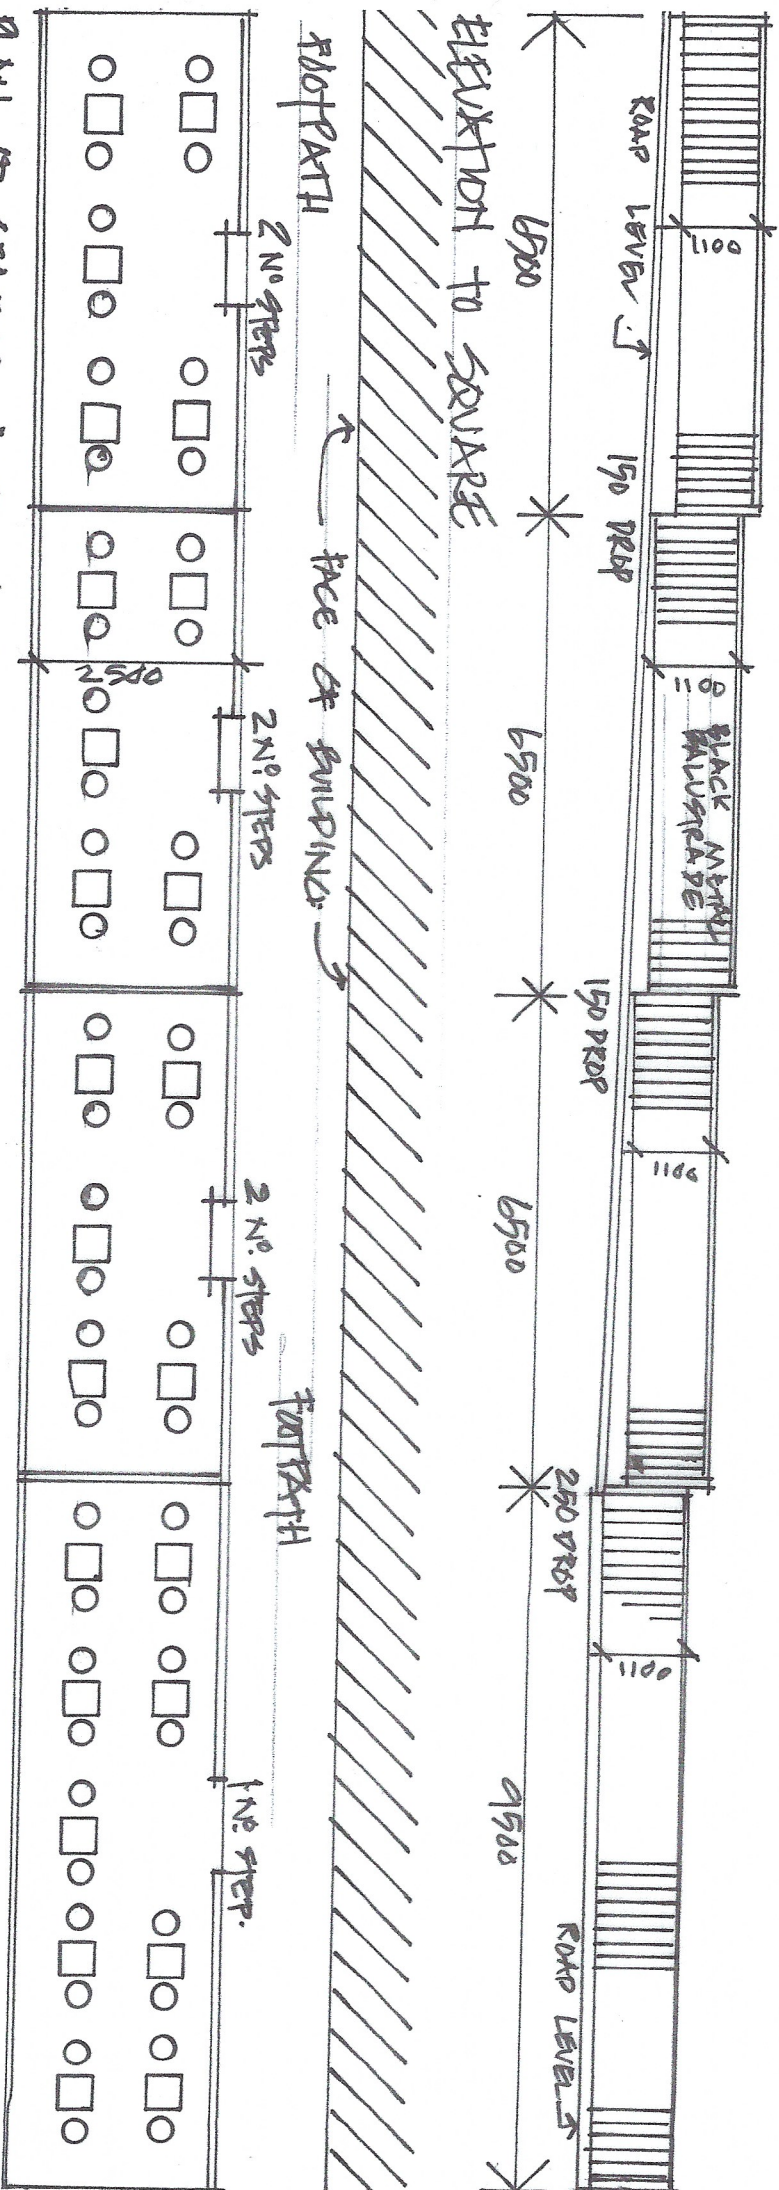 1100
1100
1100
1100
BLACK METAL
BALUSTRADE
ROAD LEVEL
150 DROP
150 DROP
250 DROP
ROAD LEVEL
6500
6500
6500
9500
ELEVATION TO SQUARE
FACE OF BUILDING
FOOTPATH
FOOTPATH
2 No STEPS
2 No. STEPS
2 No. STEPS
1 No. STEP.
2500